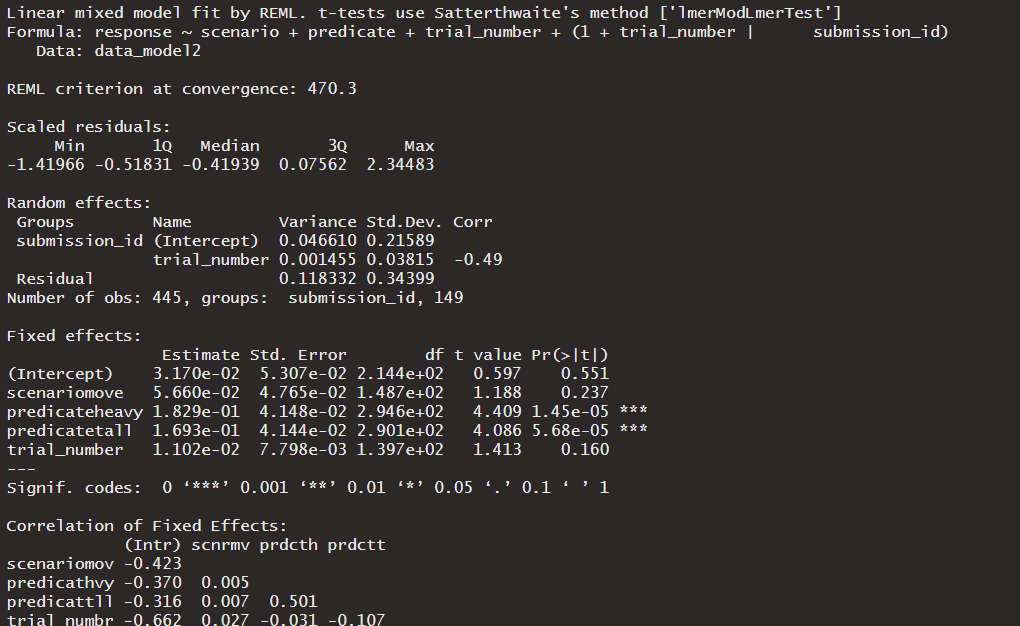 Linear mixed model fit by REML. t-tests use Satterthwaite's method ['lmerModLmerTest']
Formula: response ~ scenario + predicate + trial_number + (1 + trial_number |      submission_id)
   Data: data_model2

REML criterion at convergence: 470.3

Scaled residuals:
     Min       1Q   Median       3Q      Max
-1.41966 -0.51831 -0.41939  0.07562  2.34483

Random effects:
 Groups        Name         Variance Std.Dev. Corr
 submission_id (Intercept)  0.046610 0.21589
               trial_number 0.001455 0.03815  -0.49
 Residual                   0.118332 0.34399
Number of obs: 445, groups:  submission_id, 149

Fixed effects:
                Estimate Std. Error        df t value Pr(>|t|)
(Intercept)    3.170e-02  5.307e-02 2.144e+02   0.597    0.551
scenariomove   5.660e-02  4.765e-02 1.487e+02   1.188    0.237
predicateheavy 1.829e-01  4.148e-02 2.946e+02   4.409 1.45e-05 ***
predicatetall  1.693e-01  4.144e-02 2.901e+02   4.086 5.68e-05 ***
trial_number   1.102e-02  7.798e-03 1.397e+02   1.413    0.160
---
Signif. codes:  0 ‘***’ 0.001 ‘**’ 0.01 ‘*’ 0.05 ‘.’ 0.1 ‘ ’ 1

Correlation of Fixed Effects:
            (Intr) scnrmv prdcth prdctt
scenariomov -0.423
predicathvy -0.370  0.005
predicattll -0.316  0.007  0.501
trial_numbr -0.662  0.027 -0.031 -0.107